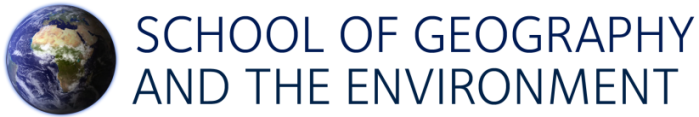 SCHOOL OF GEOGRAPHY
AND THE ENVIRONMENT